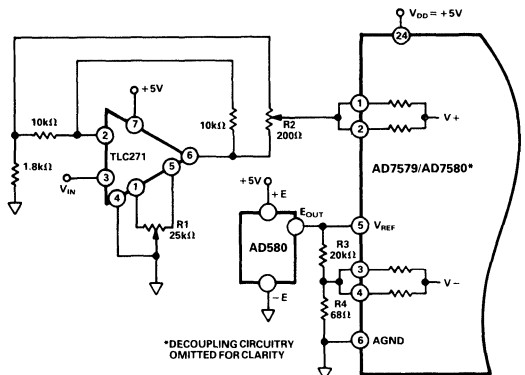 V_DD = +5V
24
+5V
10kΩ
10kΩ
R2
200Ω
1
2
V+
2
7
TLC271
6
5
3
4
1
1.8kΩ
V_IN
R1
25kΩ
AD7579/AD7580*
+5V
+E
E_OUT
AD580
−E
5
V_REF
R3
20kΩ
3
4
V−
R4
68Ω
6
AGND
*DECOUPLING CIRCUITRY
OMITTED FOR CLARITY